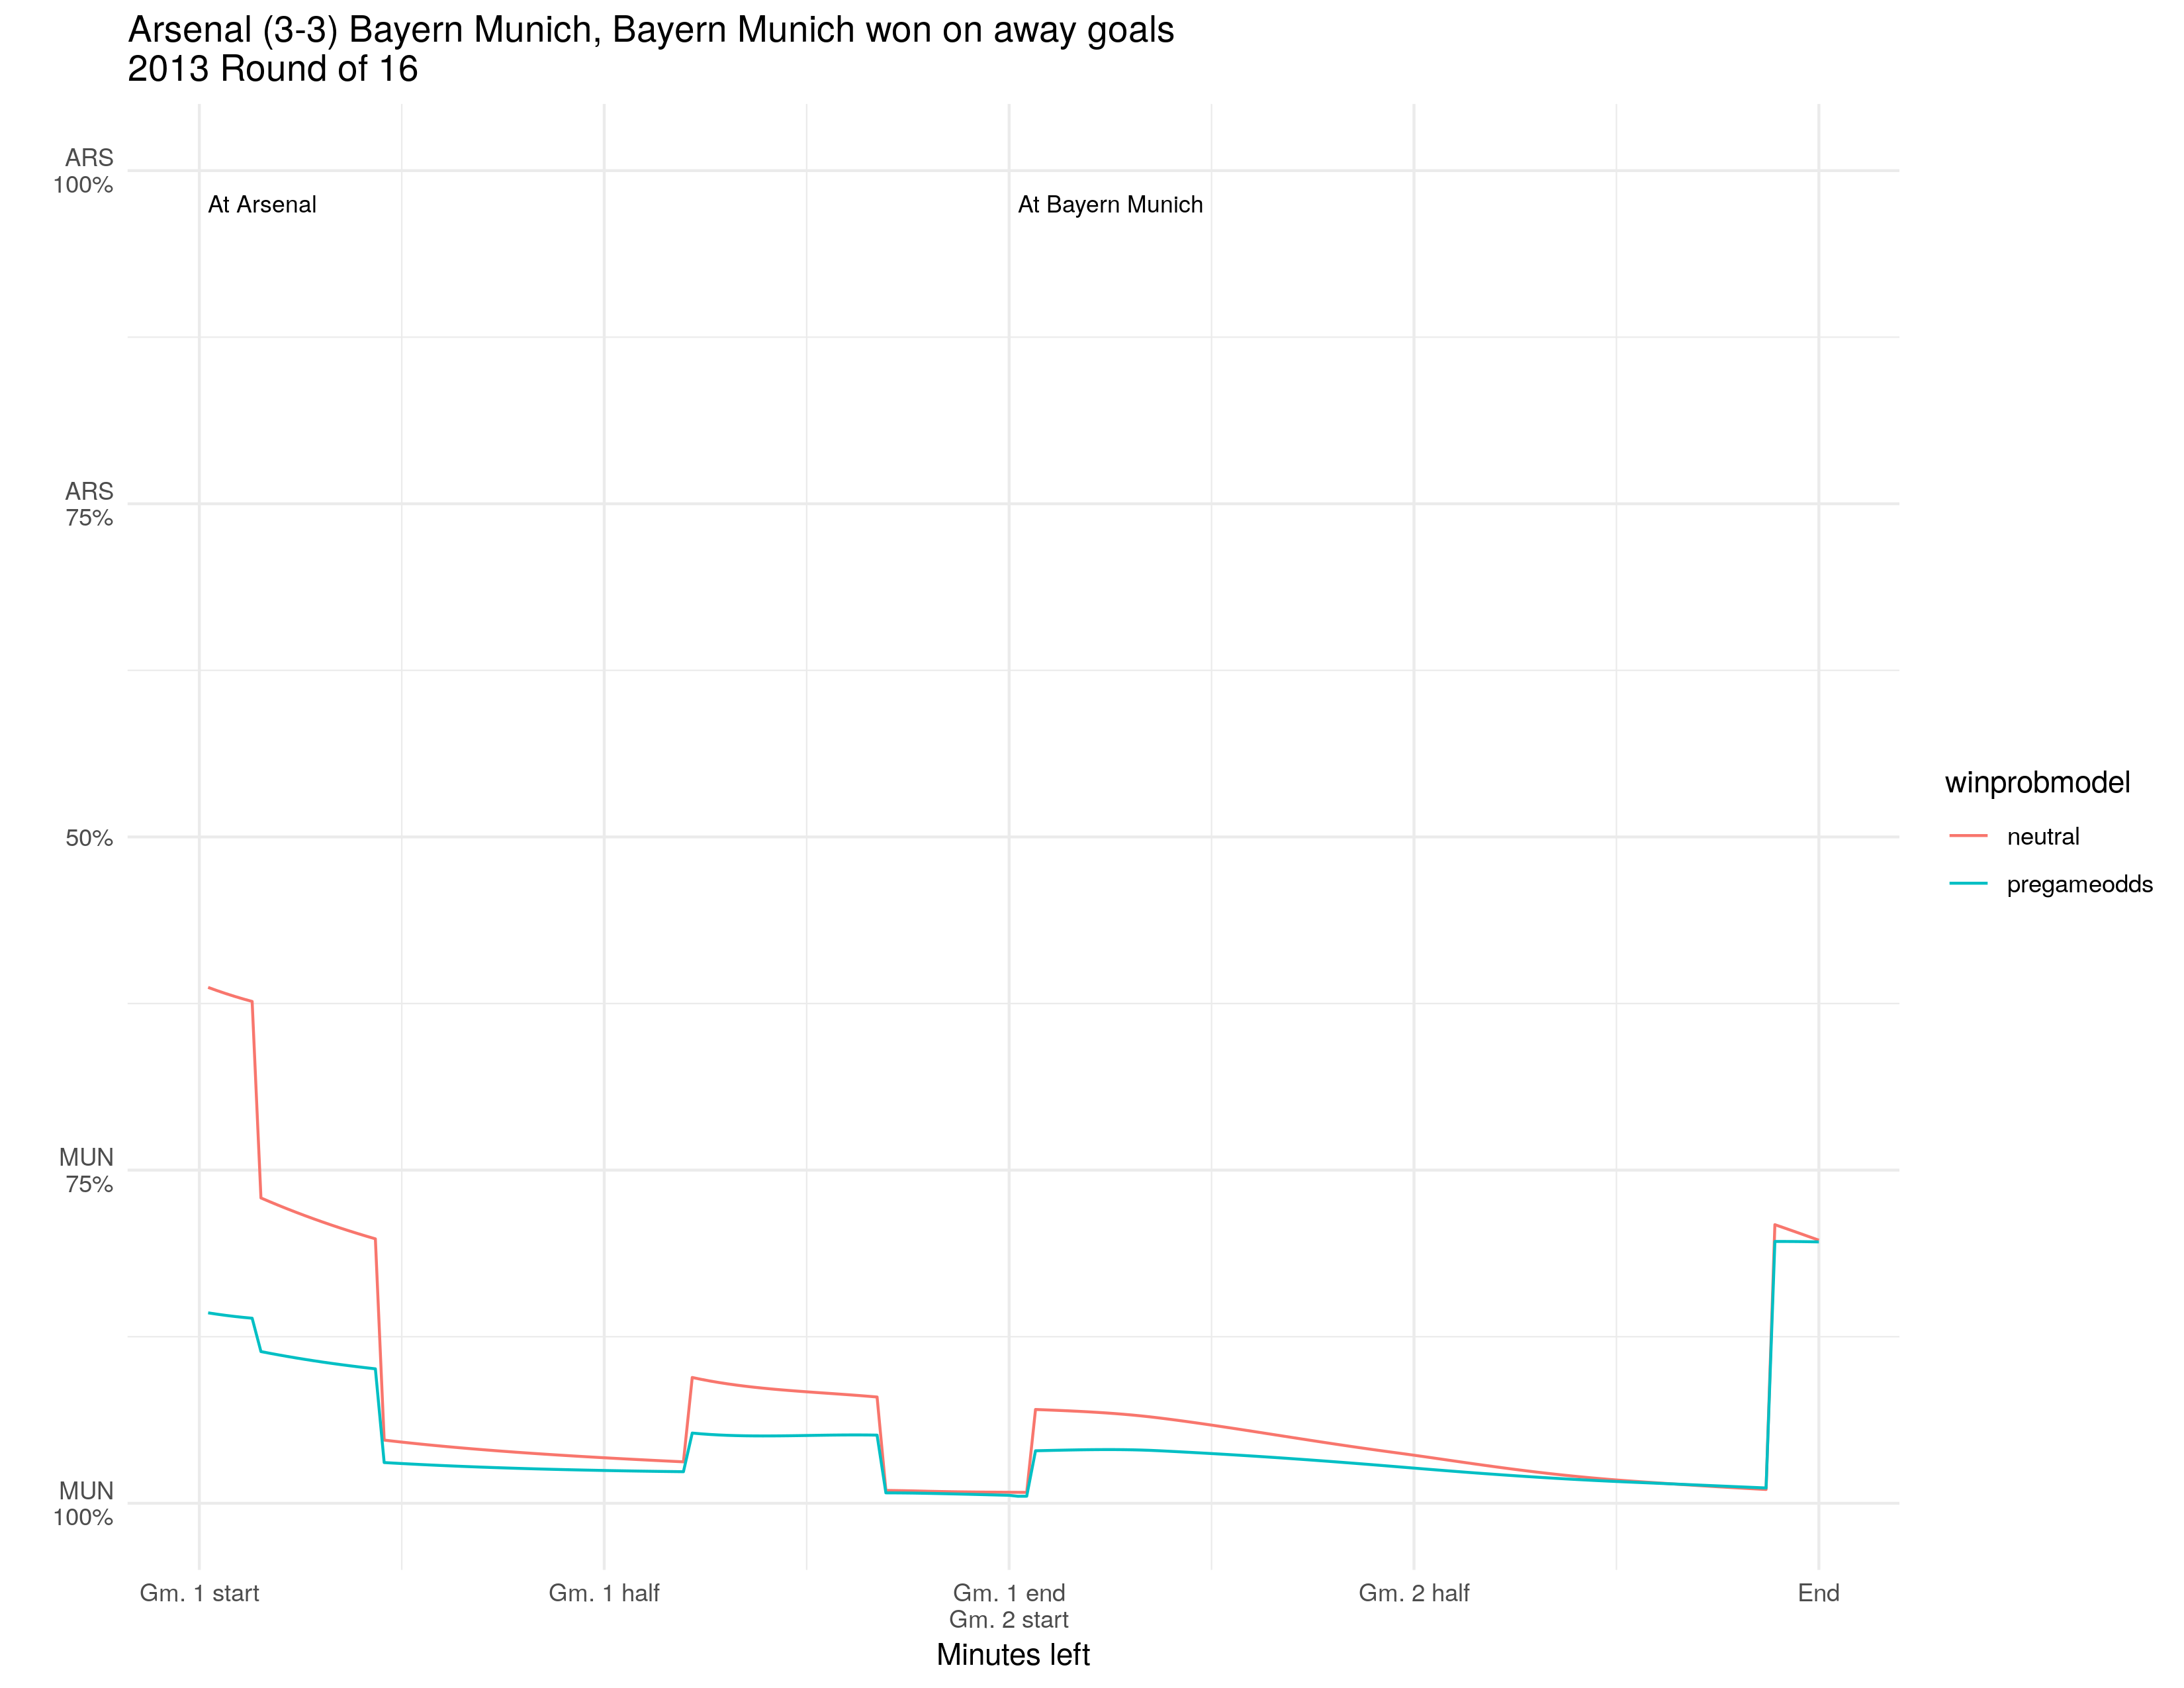 Arsenal (3-3) Bayern Munich, Bayern Munich won on away goals
2013 Round of 16
ARS
100%
At Arsenal
At Bayern Munich
ARS
75%
50%
MUN
75%
MUN
100%
winprobmodel
neutral
pregameodds
Gm. 1 start
Gm. 1 half
Gm. 1 end
Gm. 2 start
Gm. 2 half
End
Minutes left